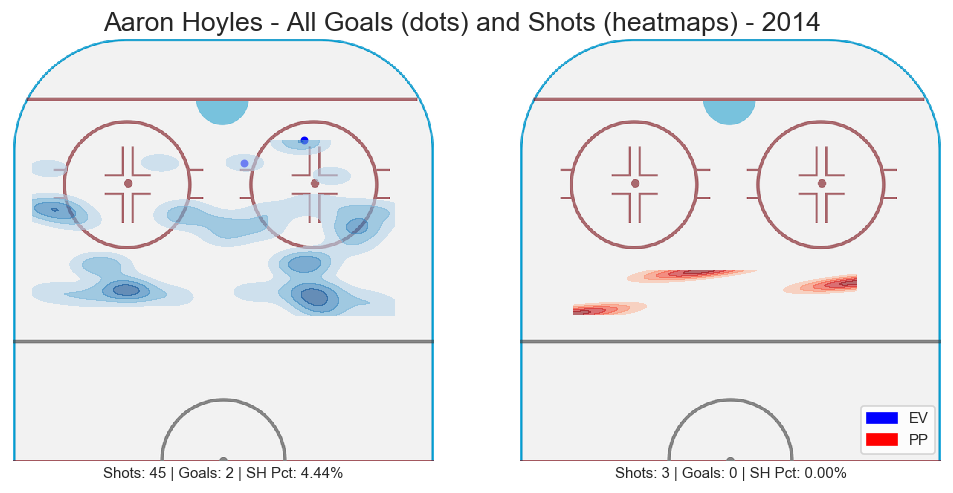 Aaron Hoyles - All Goals (dots) and Shots (heatmaps) - 2014
EV
PP
Shots: 45 | Goals: 2 | SH Pct: 4.44%
Shots: 3 | Goals: 0 | SH Pct: 0.00%